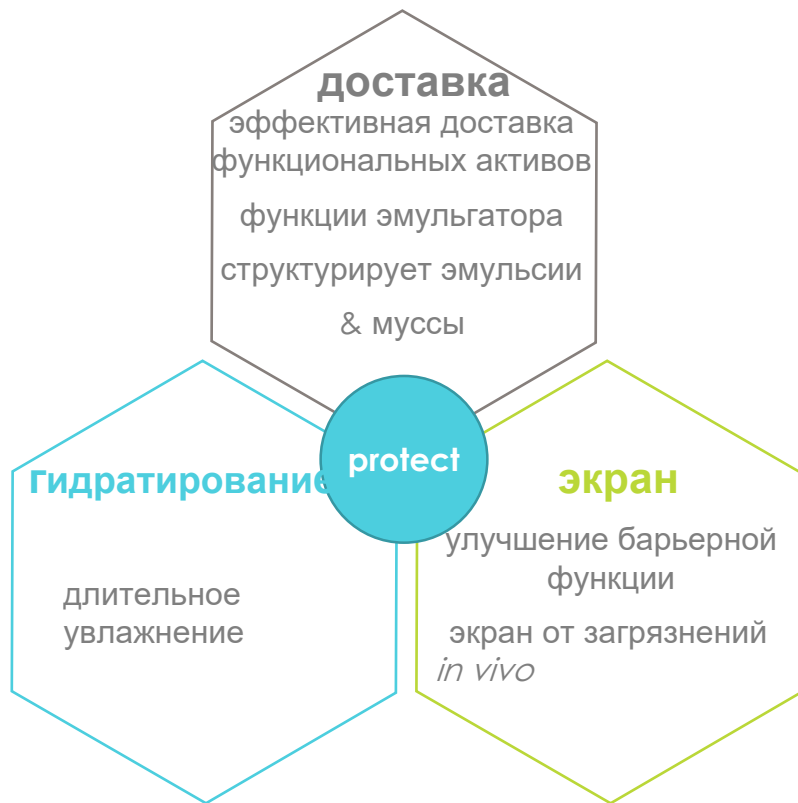 доставка
эффективная доставка
функциональных активов
функции эмульгатора
структурирует эмульсии
& муссы
protect
гидратирование
длительное
увлажнение
экран
улучшение барьерной
функции
экран от загрязнений
in vivo